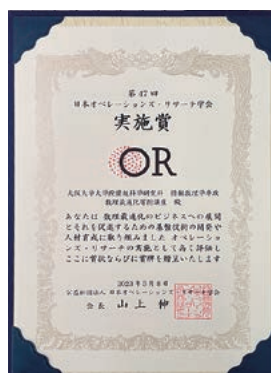 第47回
日本オペレーションズ・リサーチ学会
実施賞
OR
大阪大学大学院情報科学研究科 情報数理学専攻
数理最適化寄附講座 殿
あなたは 数理最適化のビジネスへの展開
とそれを促進するための基盤技術の開発や
人材育成に取り組みました オペレーショ
ンズ・リサーチの実施として高く評価し
ここに賞状ならびに賞牌を贈呈いたします
2023年3月8日
公益社団法人 日本オペレーションズ・リサーチ学会
会長 山上 伸